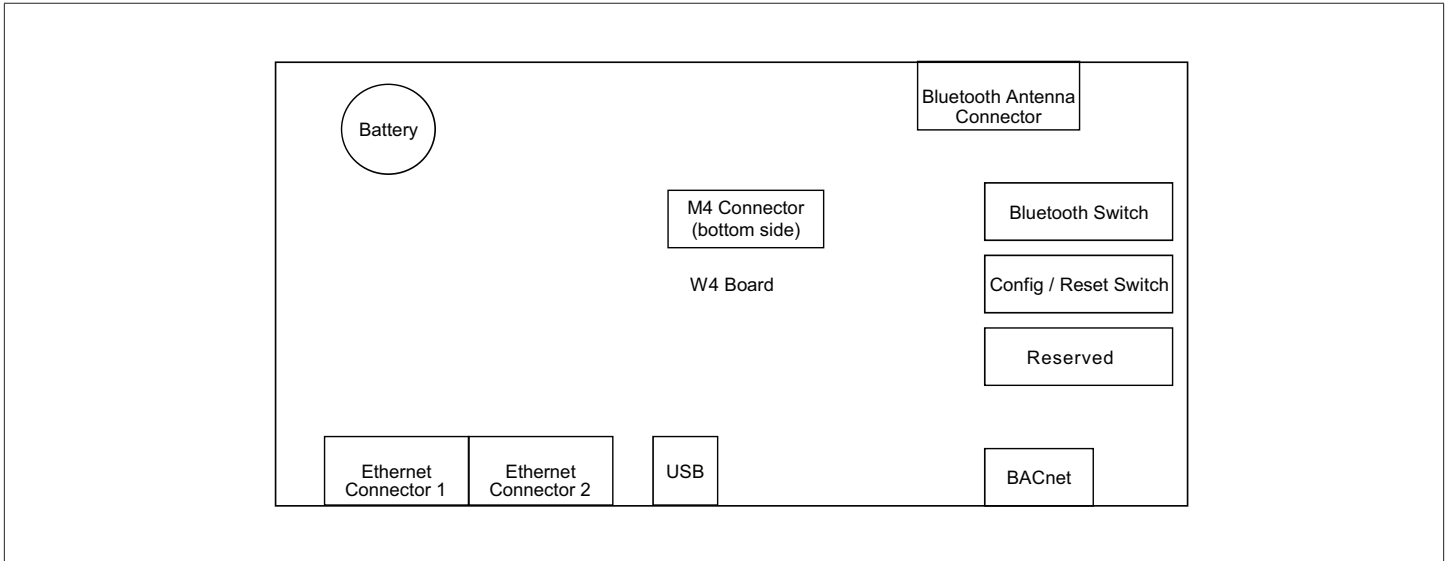 Battery
Bluetooth Antenna
Connector
M4 Connector
(bottom side)
Bluetooth Switch
W4 Board
Config / Reset Switch
Reserved
Ethernet
Connector 1
Ethernet
Connector 2
USB
BACnet